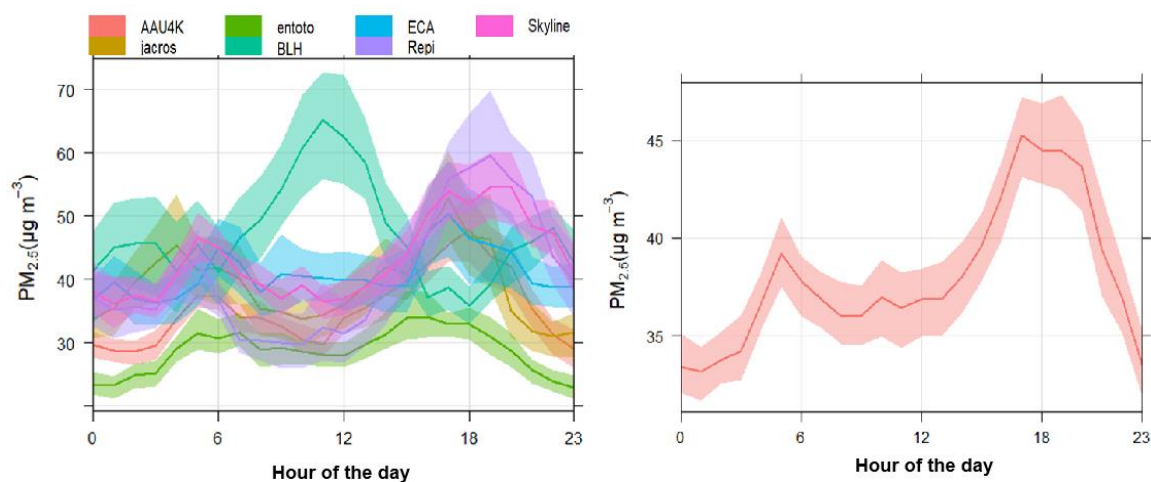 AAU4K entoto ECA Skyline
jacros BLH Repi
PM2.5(µg m−3)
70
60
50
40
30
0 6 12 18 23
Hour of the day
PM2.5(µg m−3)
45
40
35
0 6 12 18 23
Hour of the day